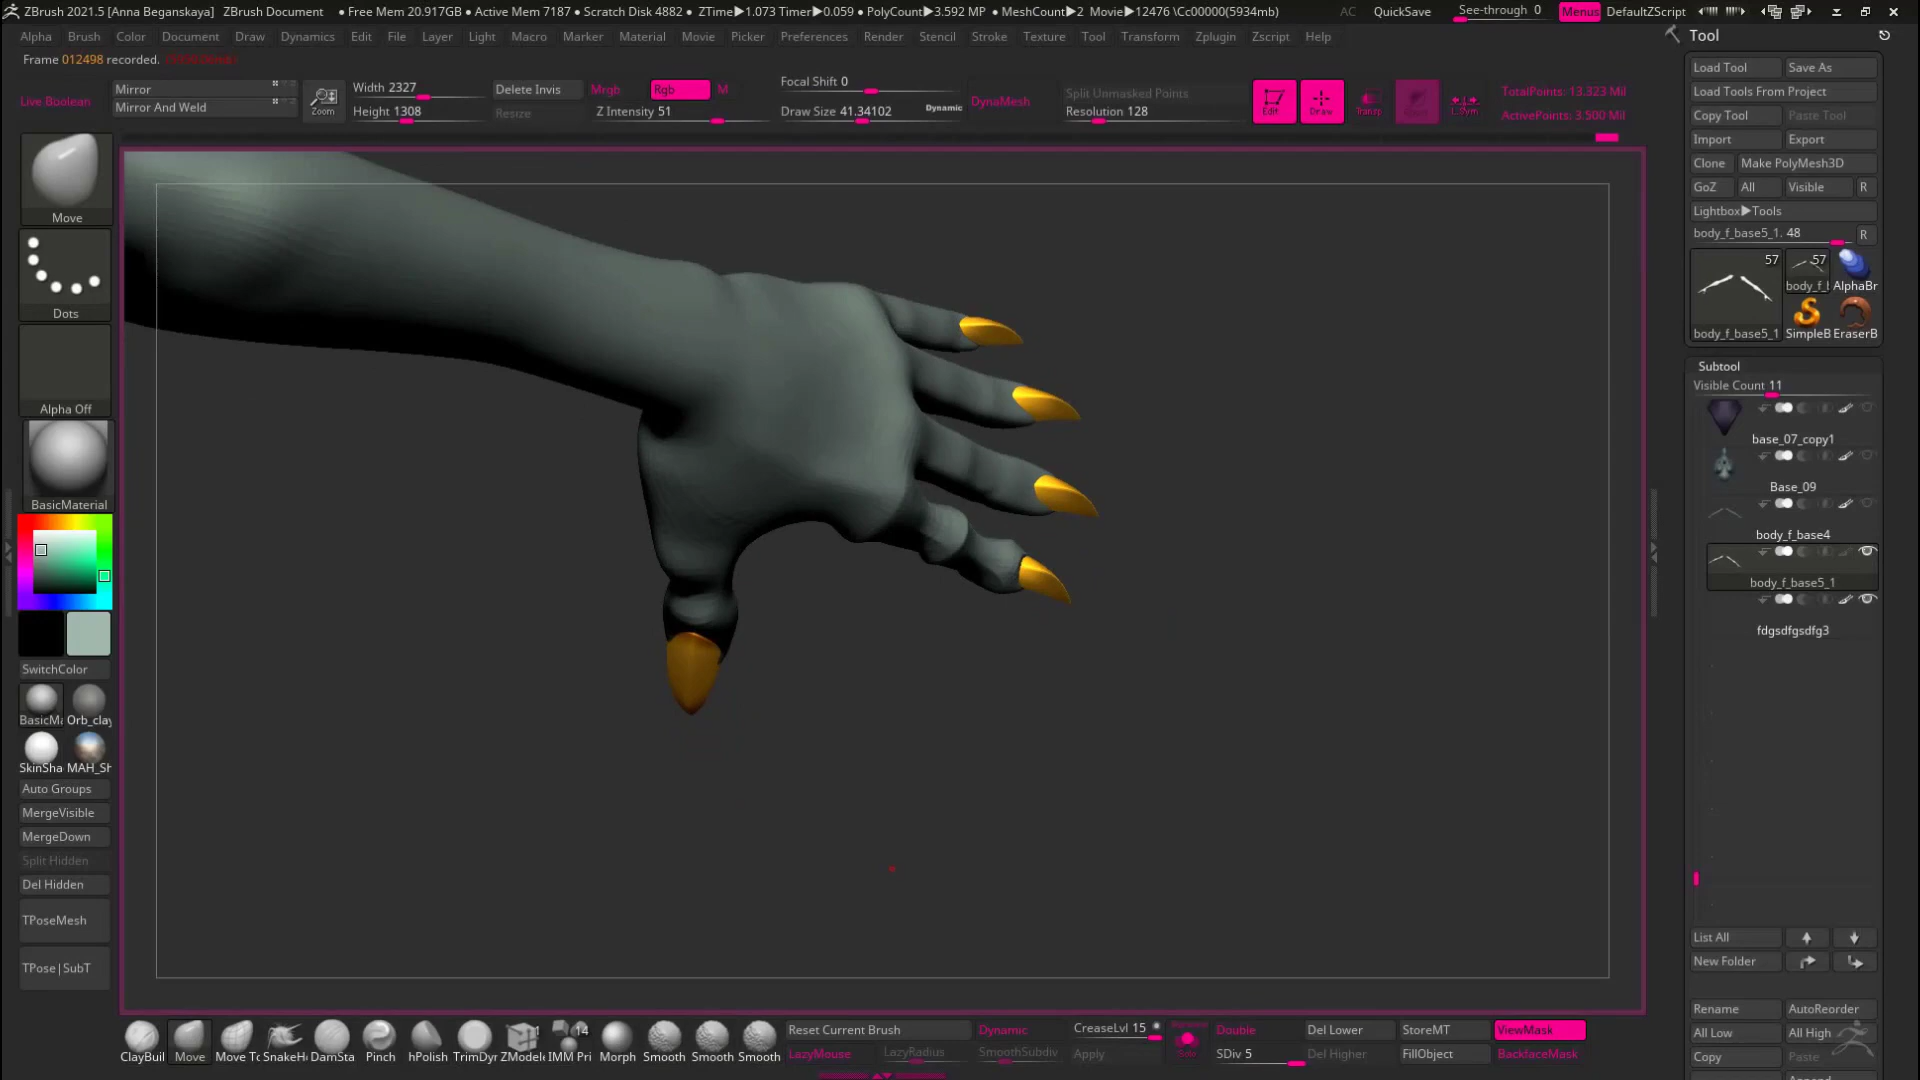 ZBrush 2021.5 [Anna Beganskaya] ZBrush Document • Free Mem 20.917GB • Active Mem 7187 • Scratch Disk 4882 • ZTime▶1.073 Timer▶0.059 • PolyCount▶3.592 MP • MeshCount▶2 Movie▶12476 \Cc00000(5934mb) AC QuickSave See-through 0 Menus DefaultZScript
Alpha Brush Color Document Draw Dynamics Edit File Layer Light Macro Marker Material Movie Picker Preferences Render Stencil Stroke Texture Tool Transform Zplugin Zscript Help
Tool
Frame 012498 recorded.
Live Boolean
Mirror
Mirror And Weld
Zoom
Width 2327
Height 1308
Delete Invis
Resize
Mrgb Rgb M
Z Intensity 51
Focal Shift 0
Draw Size 41.34102 Dynamic
DynaMesh
Split Unmasked Points
Resolution 128
Edit
Draw
Transp
L.Sym
TotalPoints: 13.323 Mil
ActivePoints: 3.500 Mil
Load Tool Save As
Load Tools From Project
Copy Tool Paste Tool
Import Export
Clone Make PolyMesh3D
GoZ All Visible R
Lightbox▶Tools
body_f_base5_1. 48 R
57 57
body_f_l AlphaBr
body_f_base5_1 SimpleB EraserB
Subtool
Visible Count 11
base_07_copy1
Base_09
body_f_base4
body_f_base5_1
fdgsdfgsdfg3
List All
New Folder
Rename AutoReorder
All Low All High
Copy Paste
Move
Dots
Alpha Off
BasicMaterial
SwitchColor
BasicMa Orb_clay
SkinSha MAH_Sh
Auto Groups
MergeVisible
MergeDown
Split Hidden
Del Hidden
TPoseMesh
TPose|SubT
ClayBuil Move Move To SnakeHo DamSta Pinch hPolish TrimDyn ZModele IMM Pri Morph Smooth Smooth Smooth
1 14
Reset Current Brush
LazyMouse LazyRadius
Dynamic
SmoothSubdiv
CreaseLvl 15
Apply
Solo
Double Del Lower StoreMT ViewMask
SDiv 5 Del Higher FillObject BackfaceMask